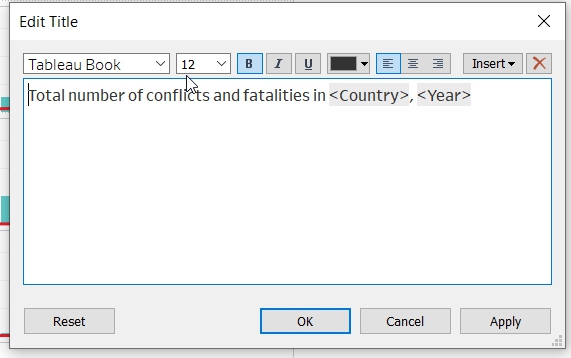 Edit Title
Tableau Book 12 B I U Insert
Total number of conflicts and fatalities in <Country>, <Year>
Reset OK Cancel Apply